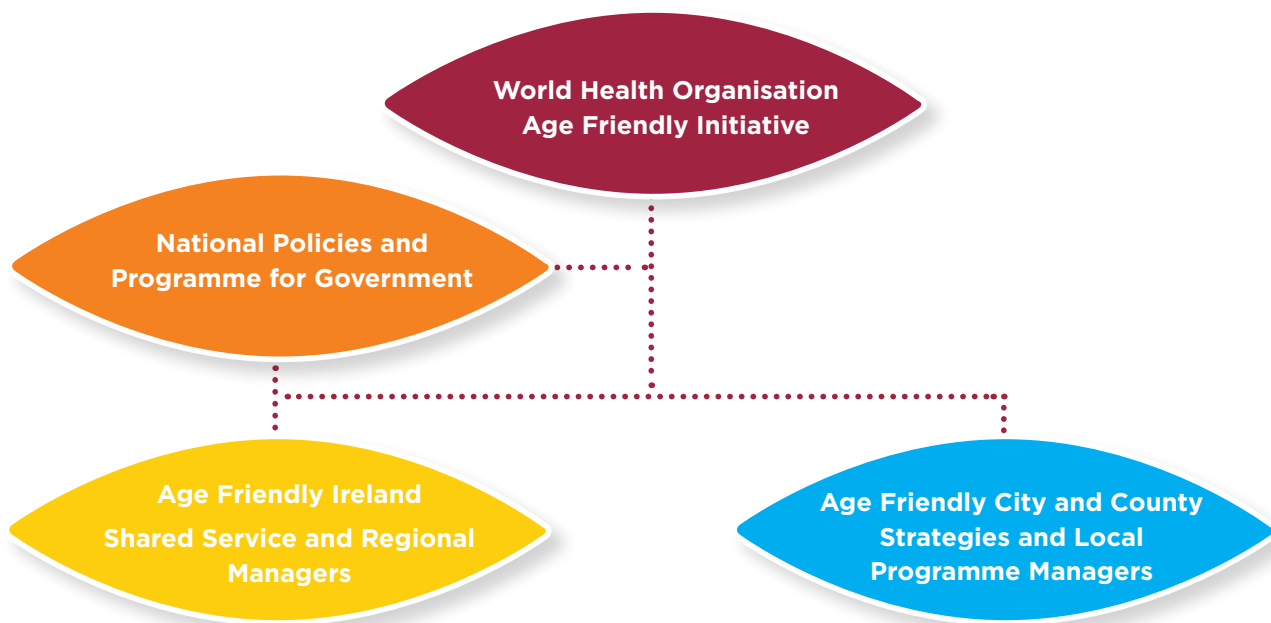 World Health Organisation
Age Friendly Initiative
National Policies and
Programme for Government
Age Friendly Ireland
Shared Service and Regional
Managers
Age Friendly City and County
Strategies and Local
Programme Managers